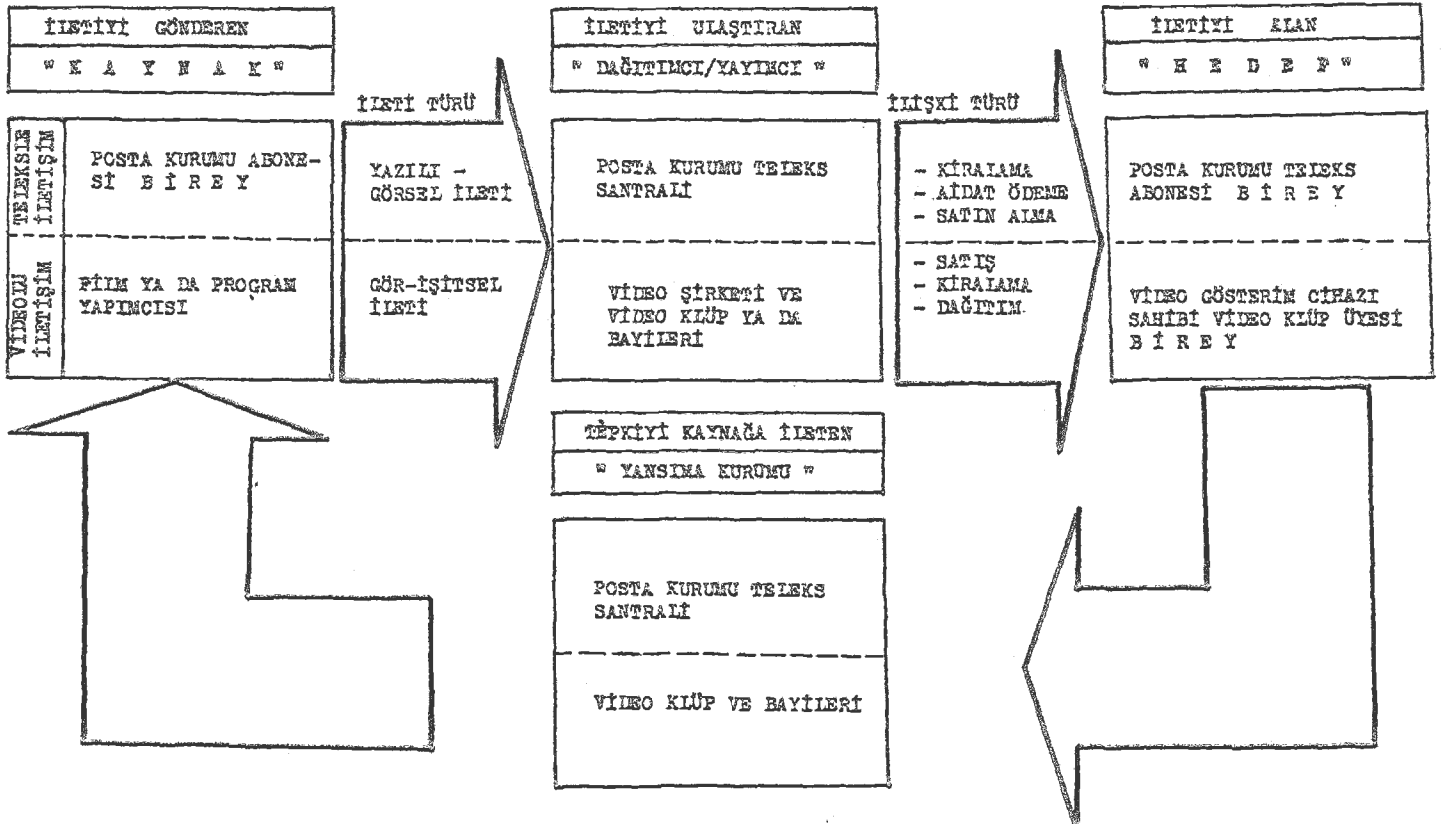 İLETİYİ GÖNDEREN
" K A Y N A K "
İLETİYİ ULAŞTIRAN
" DAĞITIMCI/YAYIMCI "
İLETİYİ ALAN
" H E D E F "
İLETİ TÜRÜ
İLİŞKİ TÜRÜ
TELEKSLE
İLETİŞİM
POSTA KURUMU ABONE-
Sİ B İ R E Y
YAZILI -
GÖRSEL İLETİ
POSTA KURUMU TELEKS
SANTRALİ
- KİRALAMA
- AİDAT ÖDEME
- SATIN ALMA
POSTA KURUMU TELEKS
ABONESİ B İ R E Y
VİDEOLU
İLETİŞİM
FİLM YA DA PROGRAM
YAPIMCISI
GÖR-İŞİTSEL
İLETİ
VİDEO ŞİRKETİ VE
VİDEO KLÜP YA DA
BAYİLERİ
- SATIŞ
- KİRALAMA
- DAĞITIM
VİDEO GÖSTERİM CİHAZI
SAHİBİ VİDEO KLÜP ÜYESİ
B İ R E Y
TEPKİYİ KAYNAĞA İLETEN
" YANSIMA KURUMU "
POSTA KURUMU TELEKS
SANTRALİ
VİDEO KLÜP VE BAYİLERİ